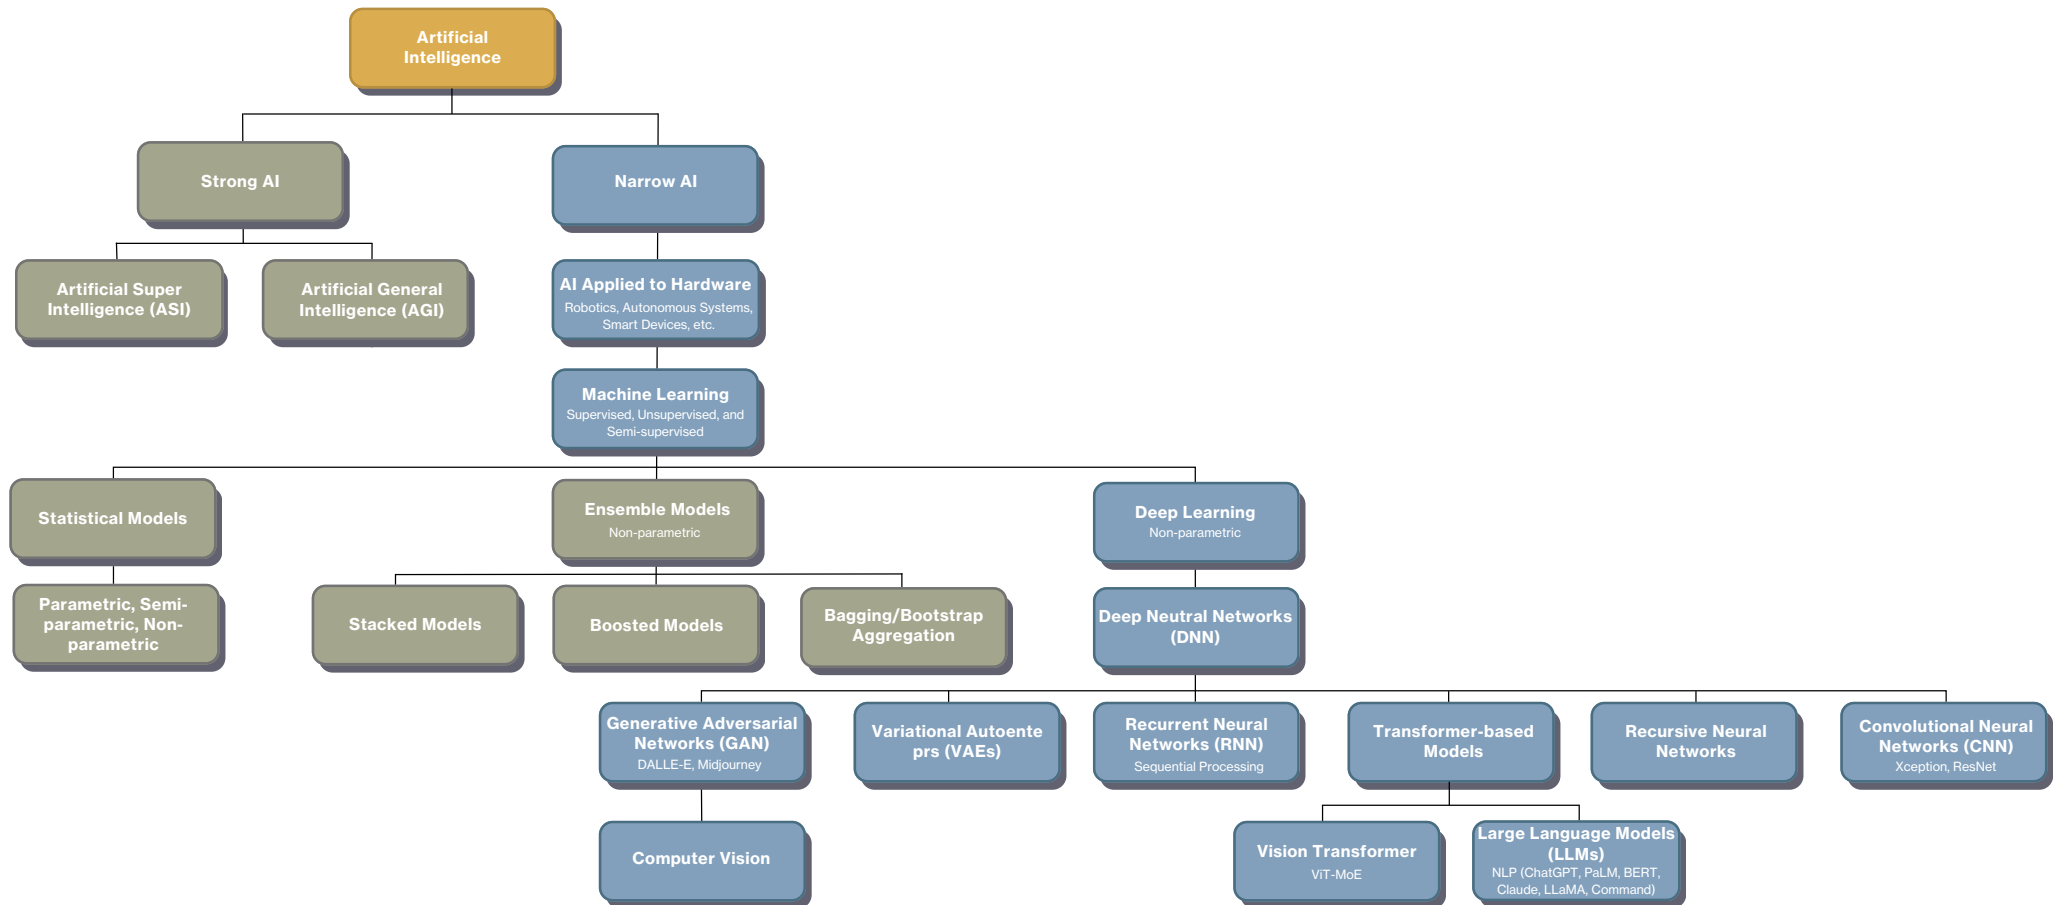 Artificial
Intelligence
Strong AI
Narrow AI
Artificial Super
Intelligence (ASI)
Artificial General
Intelligence (AGI)
AI Applied to Hardware
Robotics, Autonomous Systems,
Smart Devices, etc.
Machine Learning
Supervised, Unsupervised, and
Semi-supervised
Statistical Models
Ensemble Models
Non-parametric
Deep Learning
Non-parametric
Parametric, Semi-
parametric, Non-
parametric
Stacked Models
Boosted Models
Bagging/Bootstrap
Aggregation
Deep Neutral Networks
(DNN)
Generative Adversarial
Networks (GAN)
DALLE-E, Midjourney
Variational Autoente
prs (VAEs)
Recurrent Neural
Networks (RNN)
Sequential Processing
Transformer-based
Models
Recursive Neural
Networks
Convolutional Neural
Networks (CNN)
Xception, ResNet
Computer Vision
Vision Transformer
ViT-MoE
Large Language Models
(LLMs)
NLP (ChatGPT, PaLM, BERT,
Claude, LLaMA, Command)